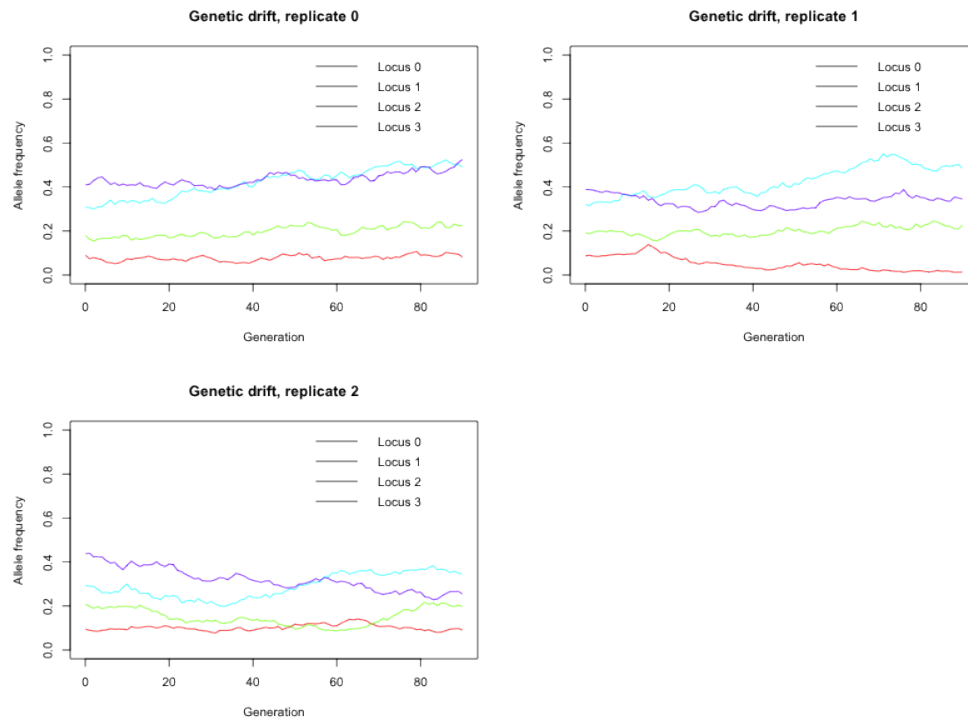 Genetic drift, replicate 0
Allele frequency
1.0
0.8
0.6
0.4
0.2
0.0
Locus 0
Locus 1
Locus 2
Locus 3
0 20 40 60 80
Generation
Genetic drift, replicate 1
Allele frequency
1.0
0.8
0.6
0.4
0.2
0.0
Locus 0
Locus 1
Locus 2
Locus 3
0 20 40 60 80
Generation
Genetic drift, replicate 2
Allele frequency
1.0
0.8
0.6
0.4
0.2
0.0
Locus 0
Locus 1
Locus 2
Locus 3
0 20 40 60 80
Generation